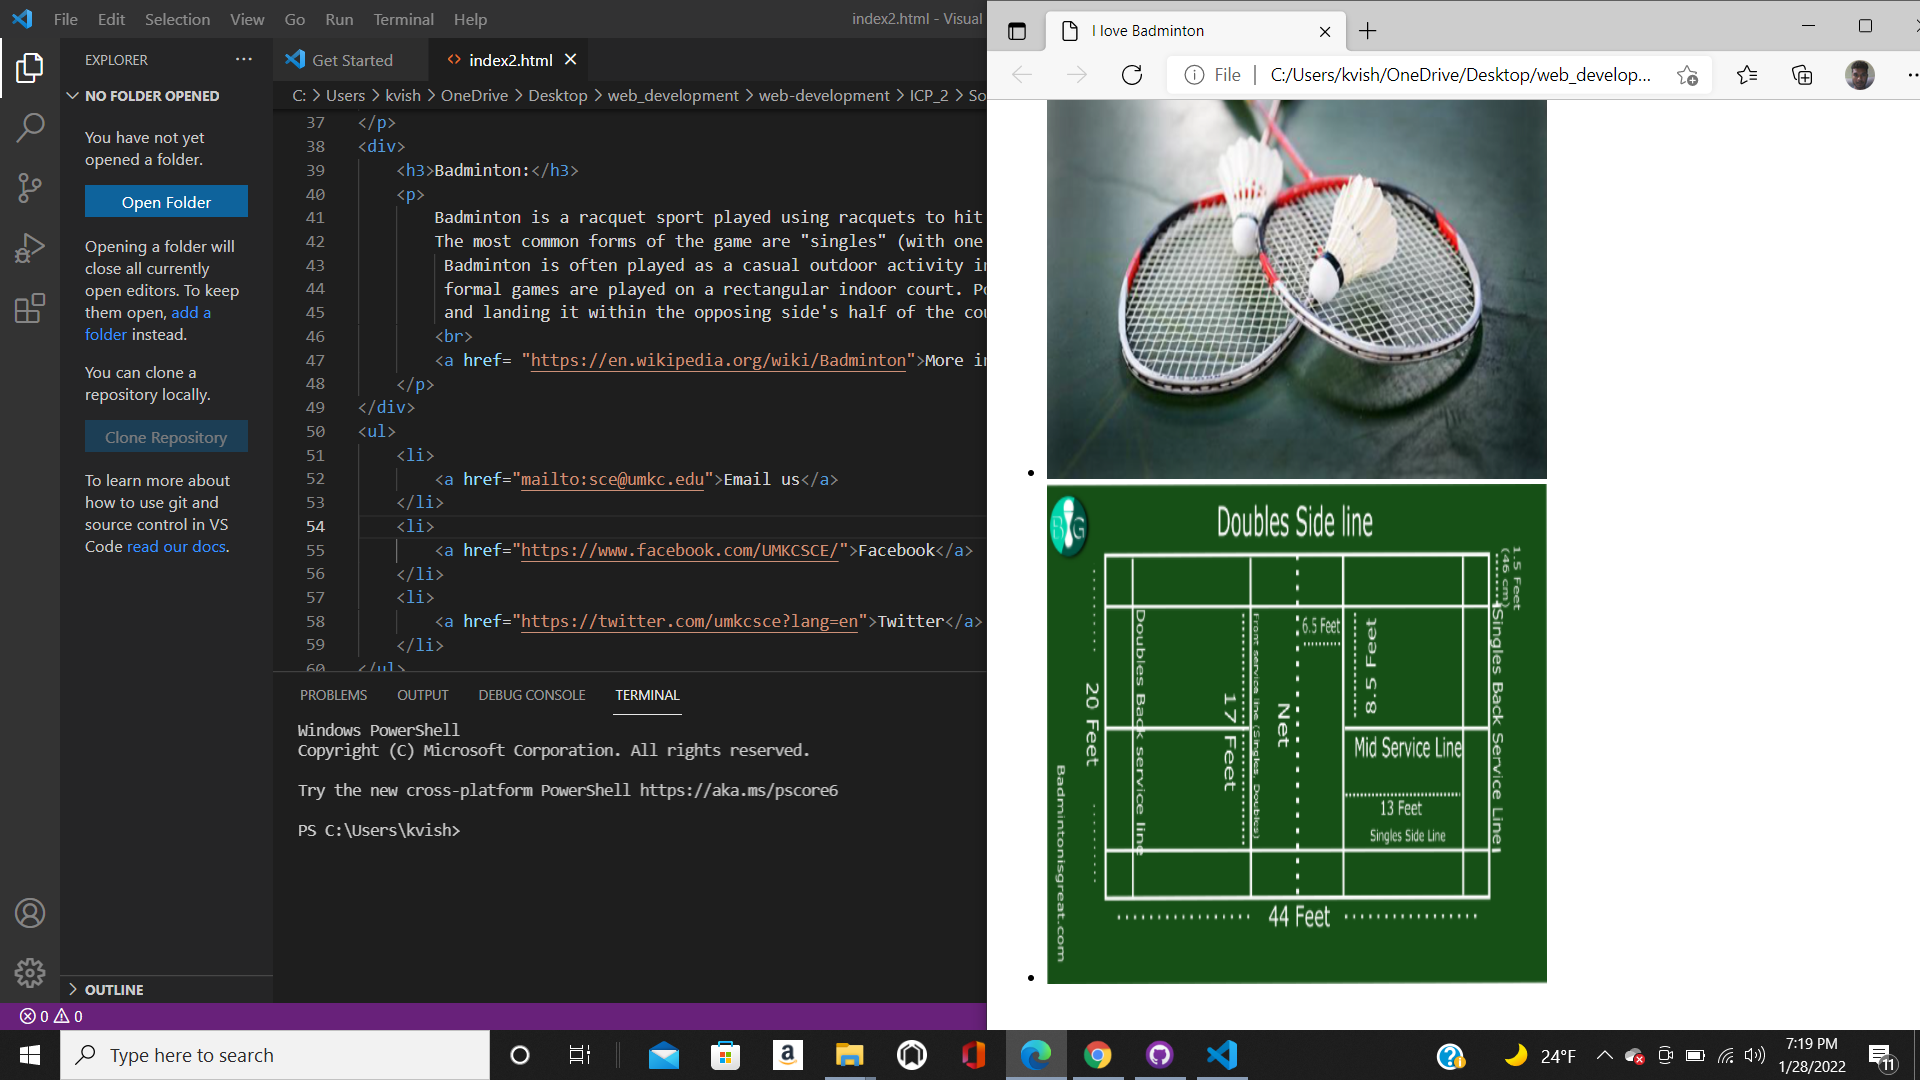 File Edit Selection View Go Run Terminal Help
index2.html - Visual
EXPLORER
NO FOLDER OPENED
You have not yet
opened a folder.
Open Folder
Opening a folder will
close all currently
open editors. To keep
them open, add a
folder instead.
You can clone a
repository locally.
Clone Repository
To learn more about
how to use git and
source control in VS
Code read our docs.
OUTLINE
0 0
Get Started
index2.html
C: > Users > kvish > OneDrive > Desktop > web_development > web-development > ICP_2 > So
37 </p>
38 <div>
39 <h3>Badminton:</h3>
40 <p>
41 Badminton is a racquet sport played using racquets to hit
42 The most common forms of the game are "singles" (with one
43 Badminton is often played as a casual outdoor activity in
44 formal games are played on a rectangular indoor court. Po
45 and landing it within the opposing side's half of the cou
46 <br>
47 <a href= "https://en.wikipedia.org/wiki/Badminton">More in
48 </p>
49 </div>
50 <ul>
51 <li>
52 <a href="mailto:sce@umkc.edu">Email us</a>
53 </li>
54 <li>
55 <a href="https://www.facebook.com/UMKCSCE/">Facebook</a>
56 </li>
57 <li>
58 <a href="https://twitter.com/umkcsce?lang=en">Twitter</a>
59 </li>
60 </ul>
PROBLEMS OUTPUT DEBUG CONSOLE TERMINAL
Windows PowerShell
Copyright (C) Microsoft Corporation. All rights reserved.
Try the new cross-platform PowerShell https://aka.ms/pscore6
PS C:\Users\kvish>
I love Badminton
File | C:/Users/kvish/OneDrive/Desktop/web_develop...
BG
Doubles Side line
1.5 Feet
(46 cm)
Singles Back Service Line
6.5 Feet
8.5 Feet
Doubles Back service line
Front service line (Singles, Doubles)
20 Feet
17 Feet
Net
Mid Service Line
13 Feet
Singles Side Line
44 Feet
Badmintonisgreat.com
Type here to search
24°F
7:19 PM
1/28/2022
11